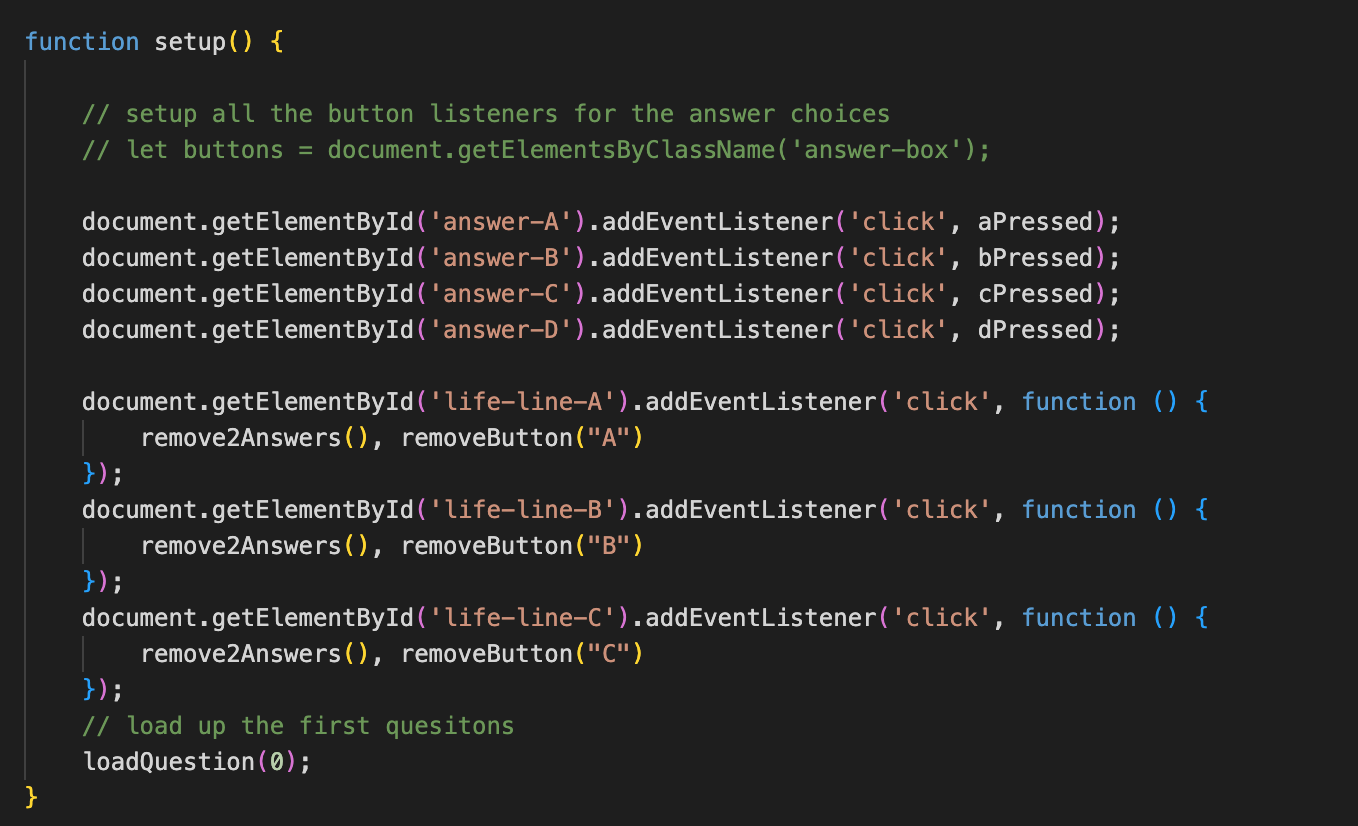 function setup() {
// setup all the button listeners for the answer choices
// let buttons = document.getElementsByClassName('answer-box');
document.getElementById('answer-A').addEventListener('click', aPressed);
document.getElementById('answer-B').addEventListener('click', bPressed);
document.getElementById('answer-C').addEventListener('click', cPressed);
document.getElementById('answer-D').addEventListener('click', dPressed);
document.getElementById('life-line-A').addEventListener('click', function () {
remove2Answers(), removeButton("A")
});
document.getElementById('life-line-B').addEventListener('click', function () {
remove2Answers(), removeButton("B")
});
document.getElementById('life-line-C').addEventListener('click', function () {
remove2Answers(), removeButton("C")
});
// load up the first quesitons
loadQuestion(0);
}